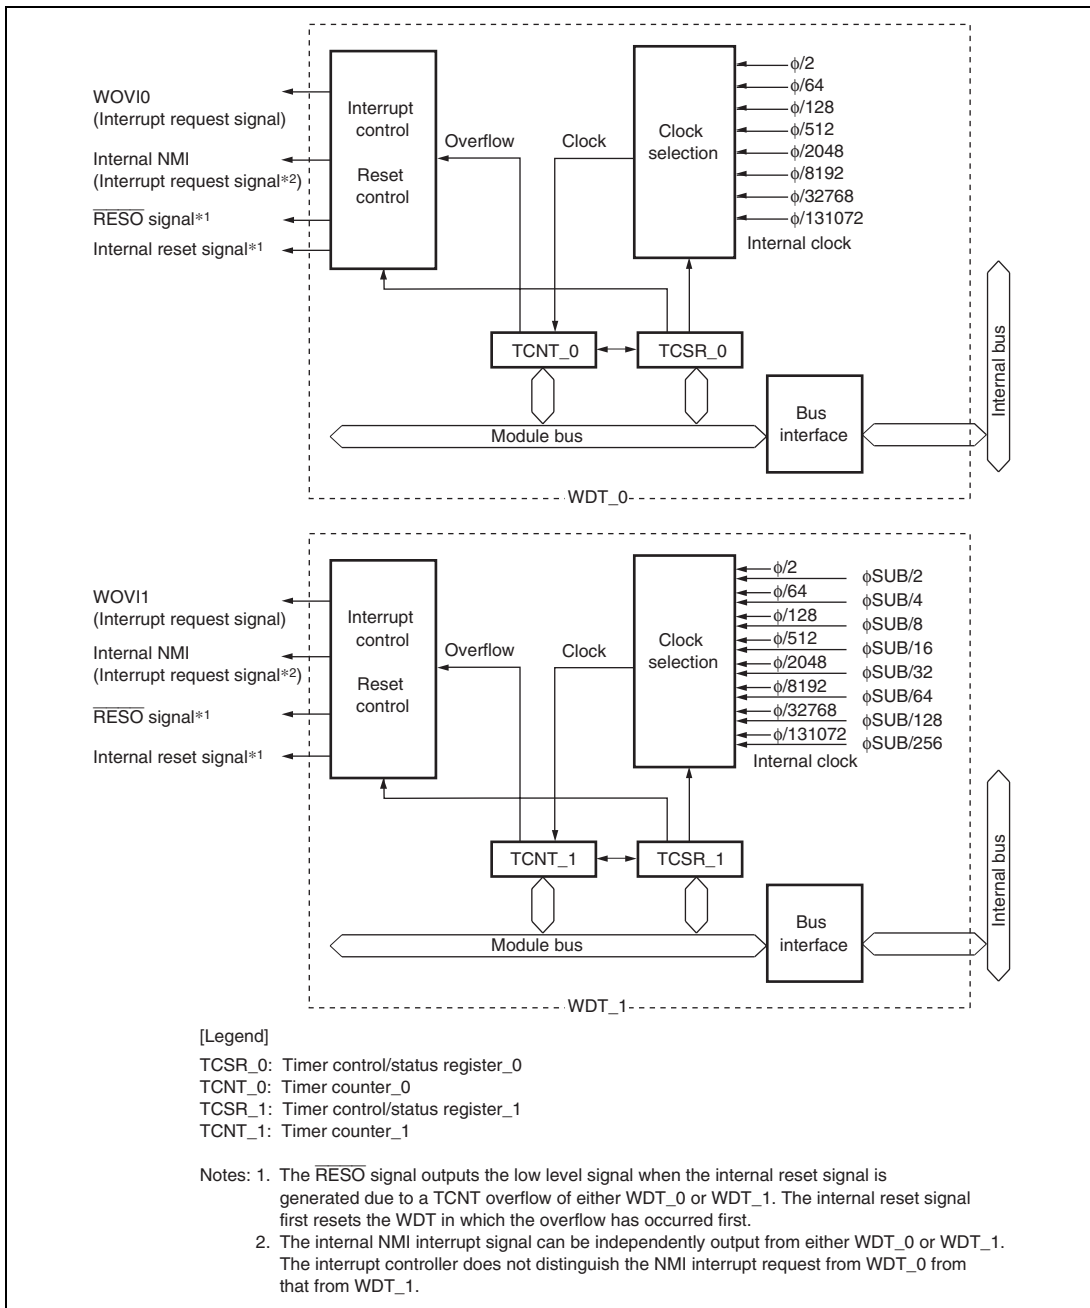 WOVI0
(Interrupt request signal)
Internal NMI
(Interrupt request signal*2)
RESO signal*1
Internal reset signal*1
Interrupt
control
Reset
control
Overflow
Clock
Clock
selection
ϕ/2
ϕ/64
ϕ/128
ϕ/512
ϕ/2048
ϕ/8192
ϕ/32768
ϕ/131072
Internal clock
TCNT_0
TCSR_0
Module bus
Bus
interface
Internal bus
WDT_0
WOVI1
(Interrupt request signal)
Internal NMI
(Interrupt request signal*2)
RESO signal*1
Internal reset signal*1
Interrupt
control
Reset
control
Overflow
Clock
Clock
selection
ϕ/2
ϕSUB/2
ϕ/64
ϕSUB/4
ϕ/128
ϕSUB/8
ϕ/512
ϕSUB/16
ϕ/2048
ϕSUB/32
ϕ/8192
ϕSUB/64
ϕ/32768
ϕSUB/128
ϕ/131072
ϕSUB/256
Internal clock
TCNT_1
TCSR_1
Module bus
Bus
interface
Internal bus
WDT_1
[Legend]
TCSR_0: Timer control/status register_0
TCNT_0: Timer counter_0
TCSR_1: Timer control/status register_1
TCNT_1: Timer counter_1
Notes: 1. The RESO signal outputs the low level signal when the internal reset signal is
generated due to a TCNT overflow of either WDT_0 or WDT_1. The internal reset signal
first resets the WDT in which the overflow has occurred first.
2. The internal NMI interrupt signal can be independently output from either WDT_0 or WDT_1.
The interrupt controller does not distinguish the NMI interrupt request from WDT_0 from
that from WDT_1.